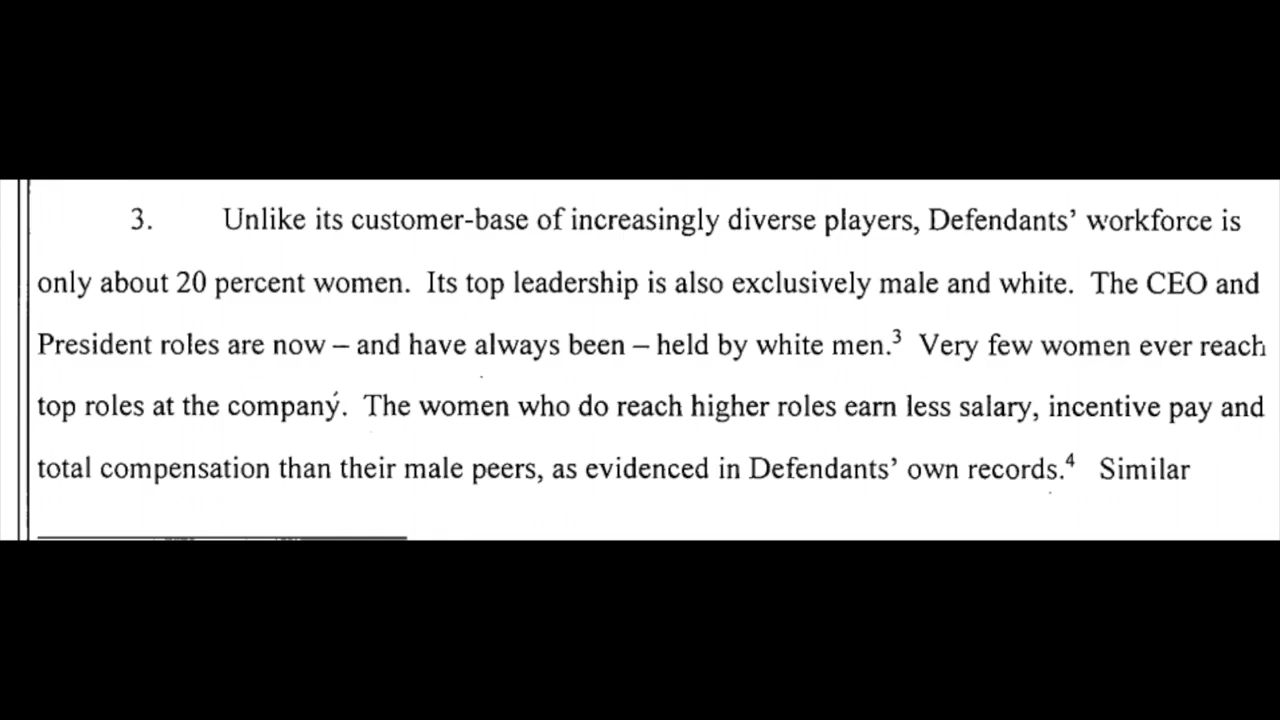 3. Unlike its customer-base of increasingly diverse players, Defendants’ workforce is
only about 20 percent women. Its top leadership is also exclusively male and white. The CEO and
President roles are now – and have always been – held by white men.³ Very few women ever reach
top roles at the company. The women who do reach higher roles earn less salary, incentive pay and
total compensation than their male peers, as evidenced in Defendants’ own records.⁴ Similar